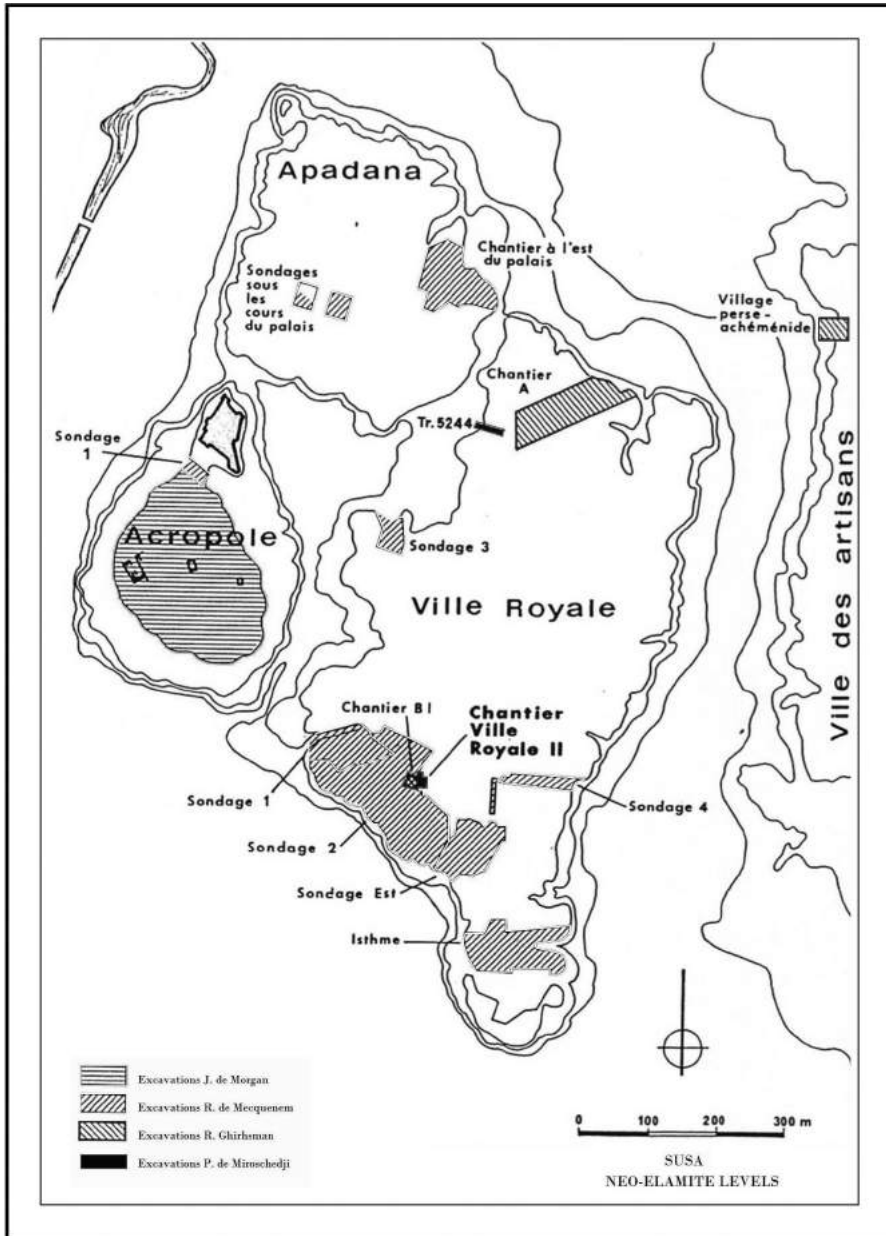 Apadana
Chantier à l'est
du palais
Sondages
sous
les
cours
du palais
Village
perse-
achéménide
Chantier
A
Tr.5244
Sondage
1
Acropole
Sondage 3
Ville Royale
Ville des artisans
Chantier B I
Chantier
Ville
Royale II
Sondage 1
Sondage 4
Sondage 2
Sondage Est
Isthme
Excavations J. de Morgan
Excavations R. de Mecquenem
Excavations R. Ghirhsman
Excavations P. de Miroschedji
0 100 200 300 m
SUSA
NEO-ELAMITE LEVELS